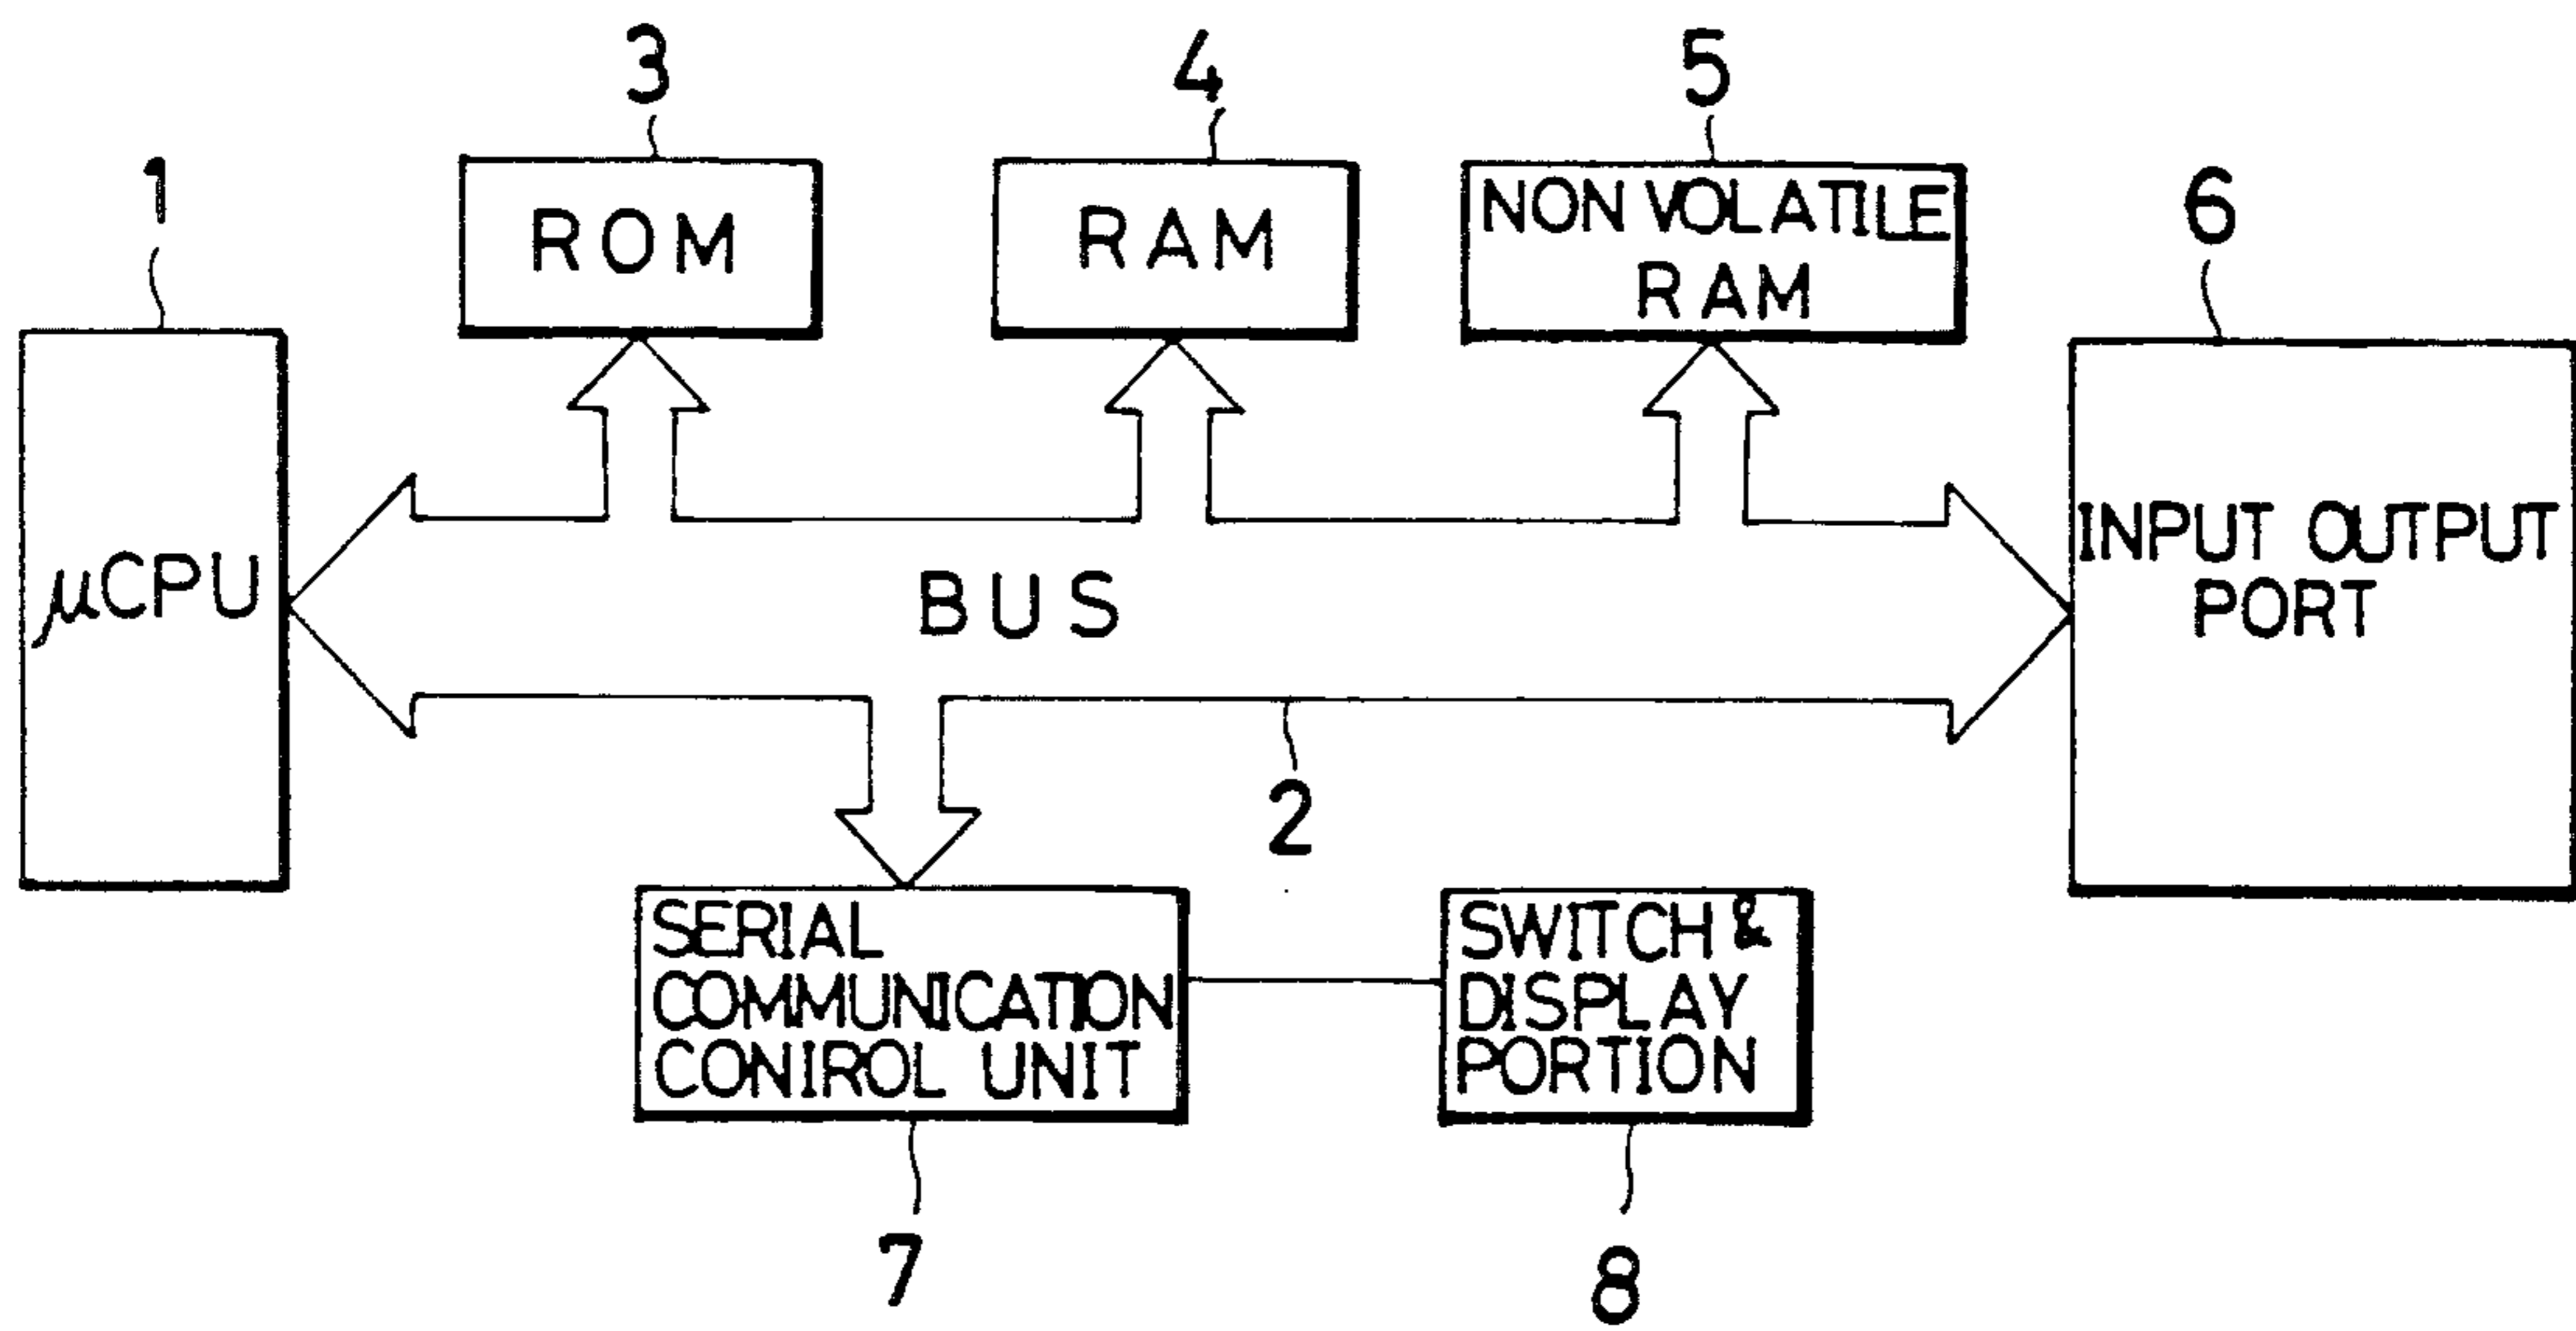 3
4
5
1
ROM
RAM
NON VOLATILE
RAM
6
μCPU
BUS
INPUT OUTPUT
PORT
2
SERIAL
COMMUNICATION
CONIROL UNIT
SWITCH &
DISPLAY
PORTION
7
8